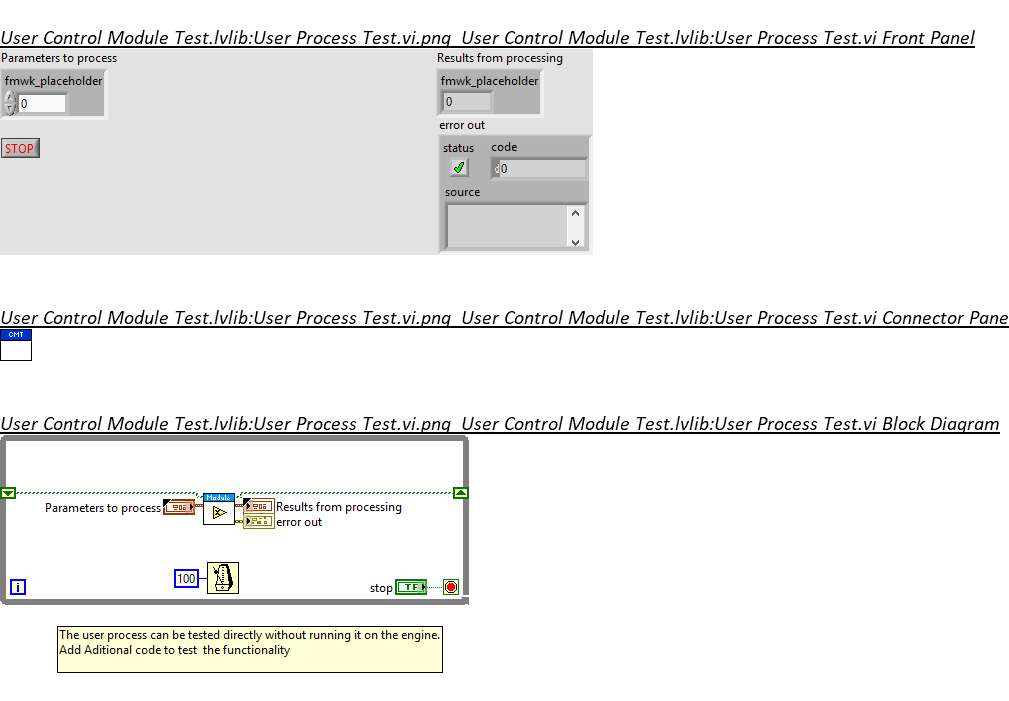 User Control Module Test.lvlib:User Process Test.vi.png User Control Module Test.lvlib:User Process Test.vi Front Panel
Parameters to process
Results from processing
fmwk_placeholder
fmwk_placeholder
0
0
error out
STOP
status
code
d0
source
User Control Module Test.lvlib:User Process Test.vi.png User Control Module Test.lvlib:User Process Test.vi Connector Pane
CMT
User Control Module Test.lvlib:User Process Test.vi.png User Control Module Test.lvlib:User Process Test.vi Block Diagram
Module
Parameters to process
Results from processing
error out
100
i
stop
TF
The user process can be tested directly without running it on the engine.
Add Aditional code to test the functionality